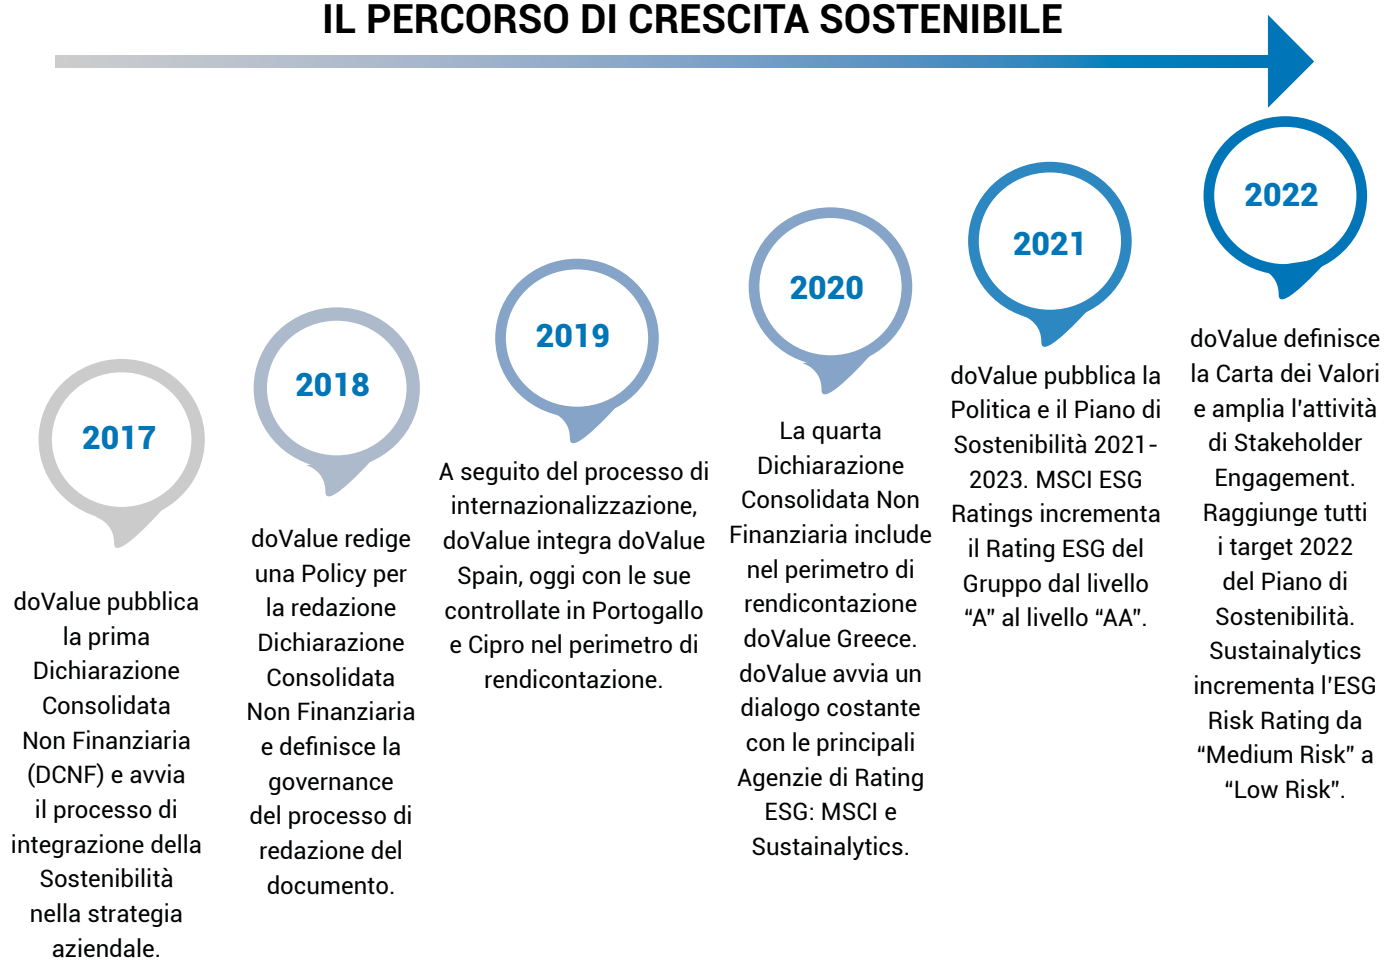 IL PERCORSO DI CRESCITA SOSTENIBILE
2017
doValue pubblica
la prima
Dichiarazione
Consolidata
Non Finanziaria
(DCNF) e avvia
il processo di
integrazione della
Sostenibilità
nella strategia
aziendale.
2018
doValue redige
una Policy per
la redazione
Dichiarazione
Consolidata
Non Finanziaria
e definisce la
governance
del processo di
redazione del
documento.
2019
A seguito del processo di
internazionalizzazione,
doValue integra doValue
Spain, oggi con le sue
controllate in Portogallo
e Cipro nel perimetro di
rendicontazione.
2020
La quarta
Dichiarazione
Consolidata Non
Finanziaria include
nel perimetro di
rendicontazione
doValue Greece.
doValue avvia un
dialogo costante
con le principali
Agenzie di Rating
ESG: MSCI e
Sustainalytics.
2021
doValue pubblica la
Politica e il Piano di
Sostenibilità 2021-
2023. MSCI ESG
Ratings incrementa
il Rating ESG del
Gruppo dal livello
“A” al livello “AA”.
2022
doValue definisce
la Carta dei Valori
e amplia l'attività
di Stakeholder
Engagement.
Raggiunge tutti
i target 2022
del Piano di
Sostenibilità.
Sustainalytics
incrementa l'ESG
Risk Rating da
“Medium Risk” a
“Low Risk”.